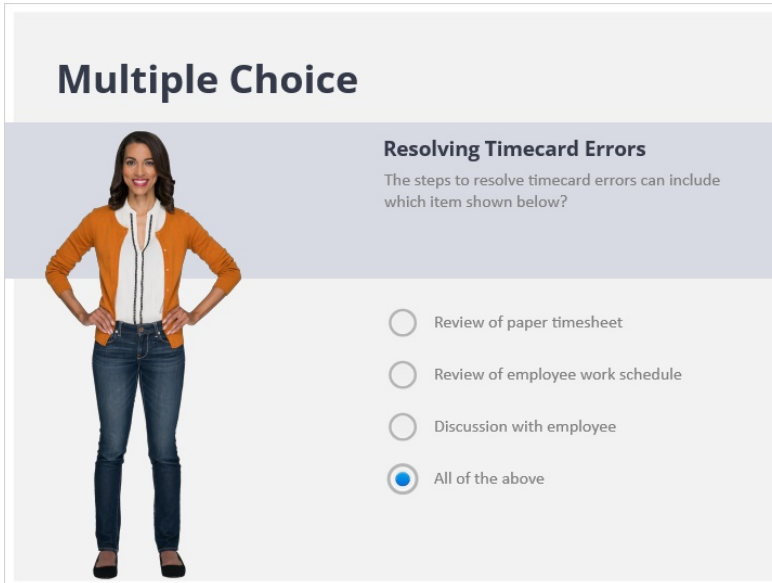 Multiple Choice
Resolving Timecard Errors
The steps to resolve timecard errors can include
which item shown below?
Review of paper timesheet
Review of employee work schedule
Discussion with employee
All of the above